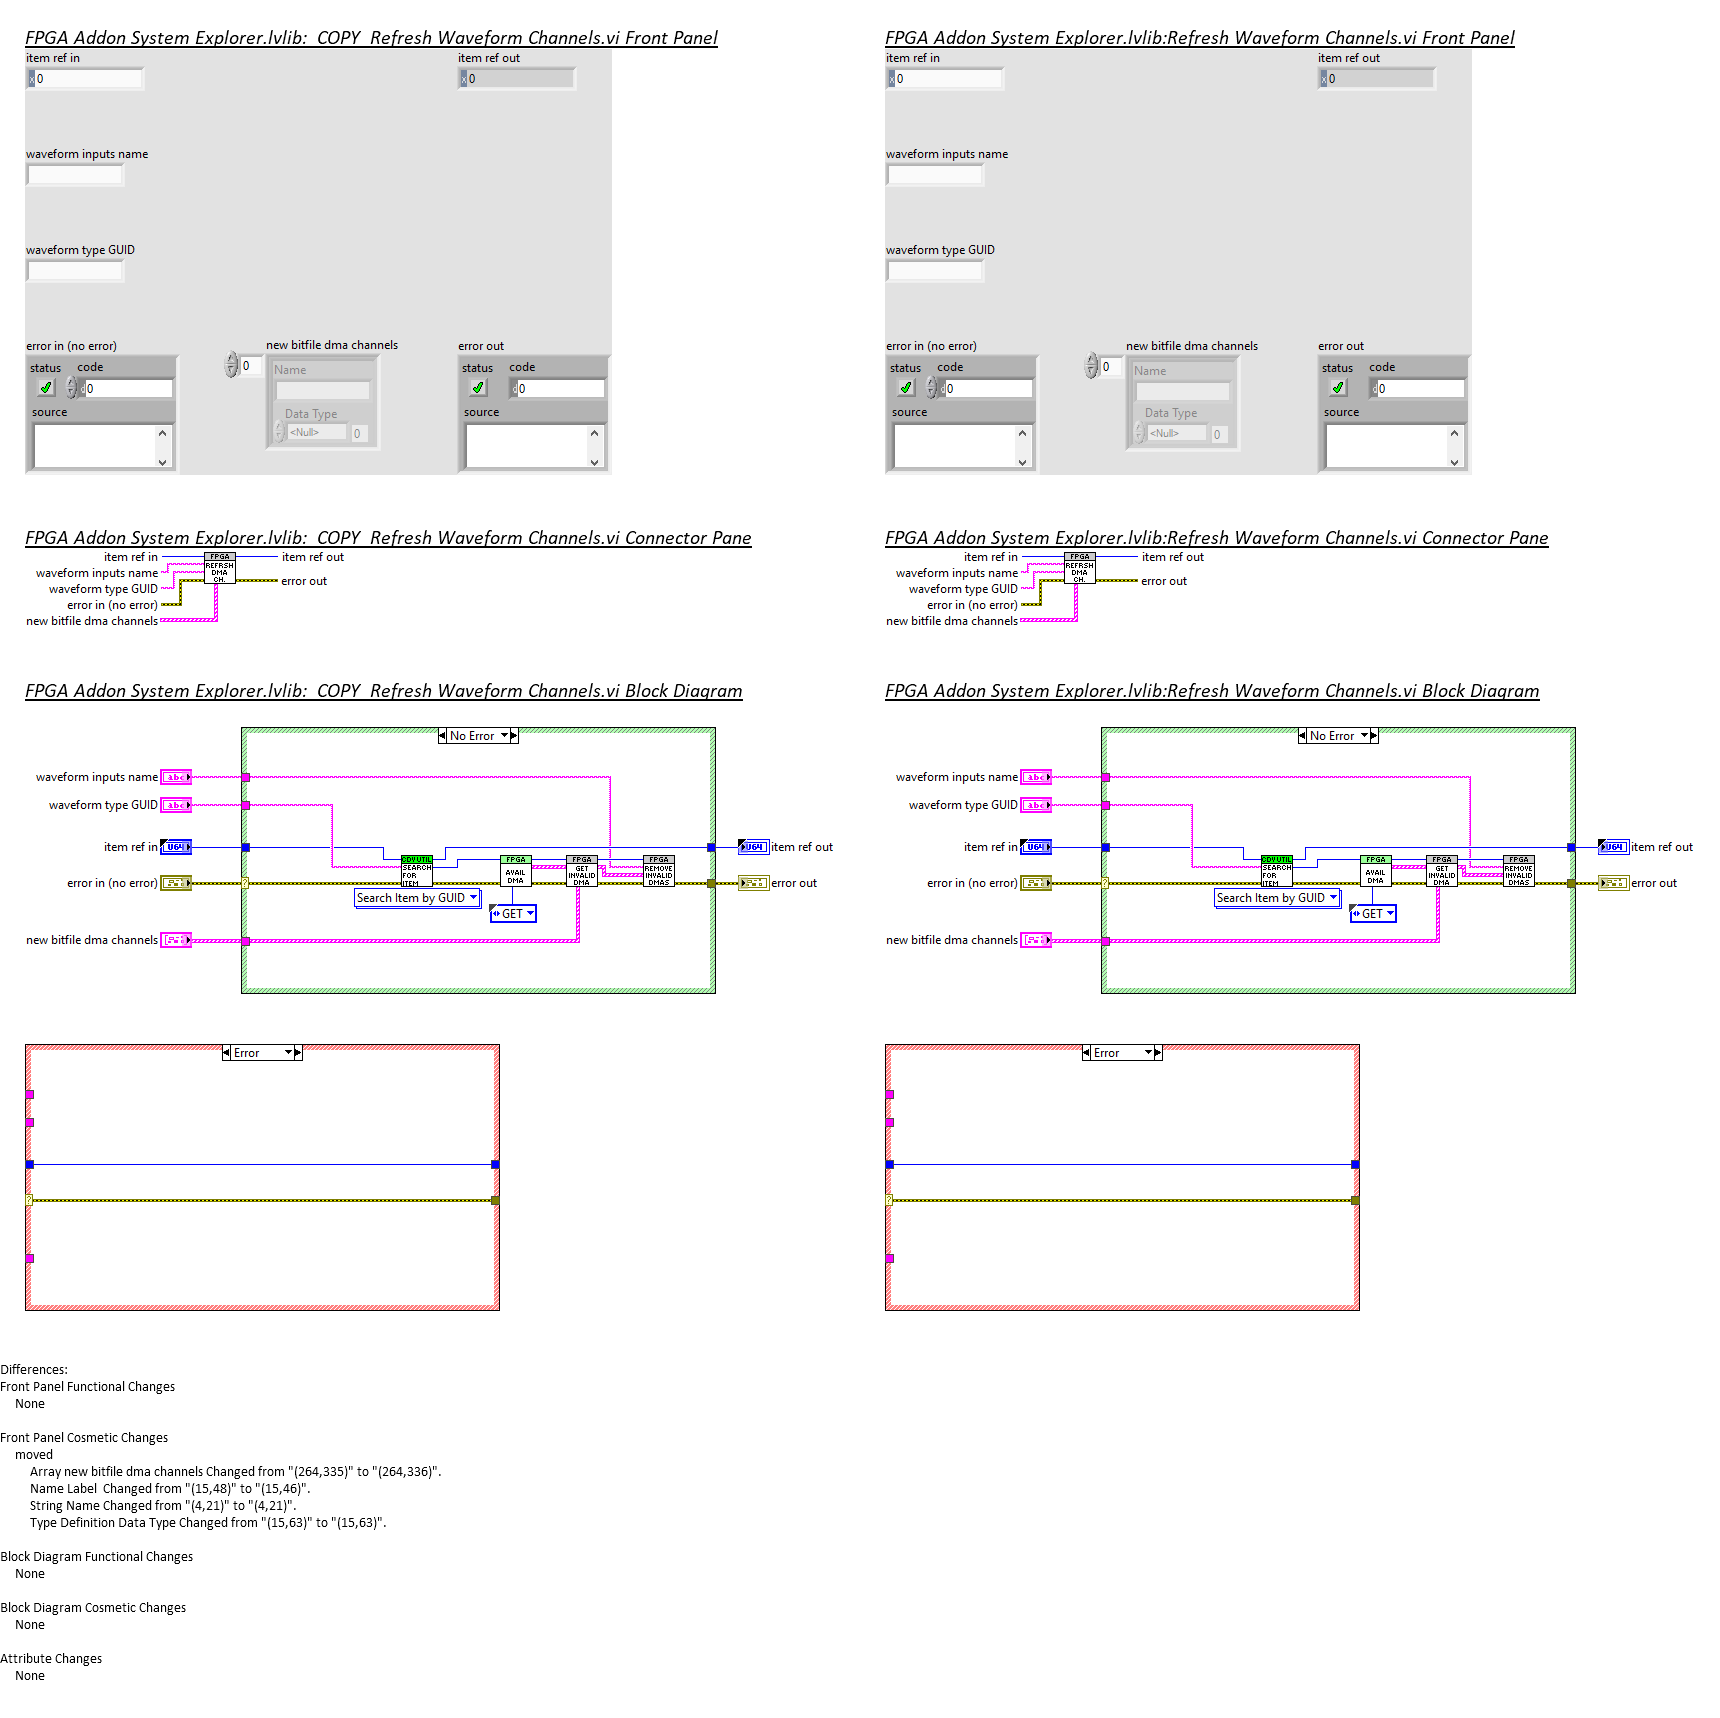 FPGA Addon System Explorer.lvlib:  COPY  Refresh Waveform Channels.vi Front Panel
item ref in
x 0
item ref out
x 0
waveform inputs name
waveform type GUID
error in (no error)
status
code
d 0
source
0
new bitfile dma channels
Name
Data Type
<Null>
0
error out
status
code
d 0
source
FPGA Addon System Explorer.lvlib:Refresh Waveform Channels.vi Front Panel
item ref in
x 0
item ref out
x 0
waveform inputs name
waveform type GUID
error in (no error)
status
code
d 0
source
0
new bitfile dma channels
Name
Data Type
<Null>
0
error out
status
code
d 0
source
FPGA Addon System Explorer.lvlib:  COPY  Refresh Waveform Channels.vi Connector Pane
item ref in
waveform inputs name
waveform type GUID
error in (no error)
new bitfile dma channels
FPGA
REFRSH
DMA
CH.
item ref out
error out
FPGA Addon System Explorer.lvlib:Refresh Waveform Channels.vi Connector Pane
item ref in
waveform inputs name
waveform type GUID
error in (no error)
new bitfile dma channels
FPGA
REFRSH
DMA
CH.
item ref out
error out
FPGA Addon System Explorer.lvlib:  COPY  Refresh Waveform Channels.vi Block Diagram
No Error
waveform inputs name
abc
waveform type GUID
abc
item ref in
U64
error in (no error)
?
new bitfile dma channels
SEARCH
FOR
ITEM
Search Item by GUID
FPGA
AVAIL
DMA
GET
FPGA
GET
INVALID
DMA
FPGA
REMOVE
INVALID
DMAS
U64
item ref out
error out
FPGA Addon System Explorer.lvlib:Refresh Waveform Channels.vi Block Diagram
No Error
waveform inputs name
abc
waveform type GUID
abc
item ref in
U64
error in (no error)
?
new bitfile dma channels
SEARCH
FOR
ITEM
Search Item by GUID
FPGA
AVAIL
DMA
GET
FPGA
GET
INVALID
DMA
FPGA
REMOVE
INVALID
DMAS
U64
item ref out
error out
Error
?
Error
?
Differences:
Front Panel Functional Changes
None
Front Panel Cosmetic Changes
moved
Array new bitfile dma channels Changed from "(264,335)" to "(264,336)".
Name Label  Changed from "(15,48)" to "(15,46)".
String Name Changed from "(4,21)" to "(4,21)".
Type Definition Data Type Changed from "(15,63)" to "(15,63)".
Block Diagram Functional Changes
None
Block Diagram Cosmetic Changes
None
Attribute Changes
None